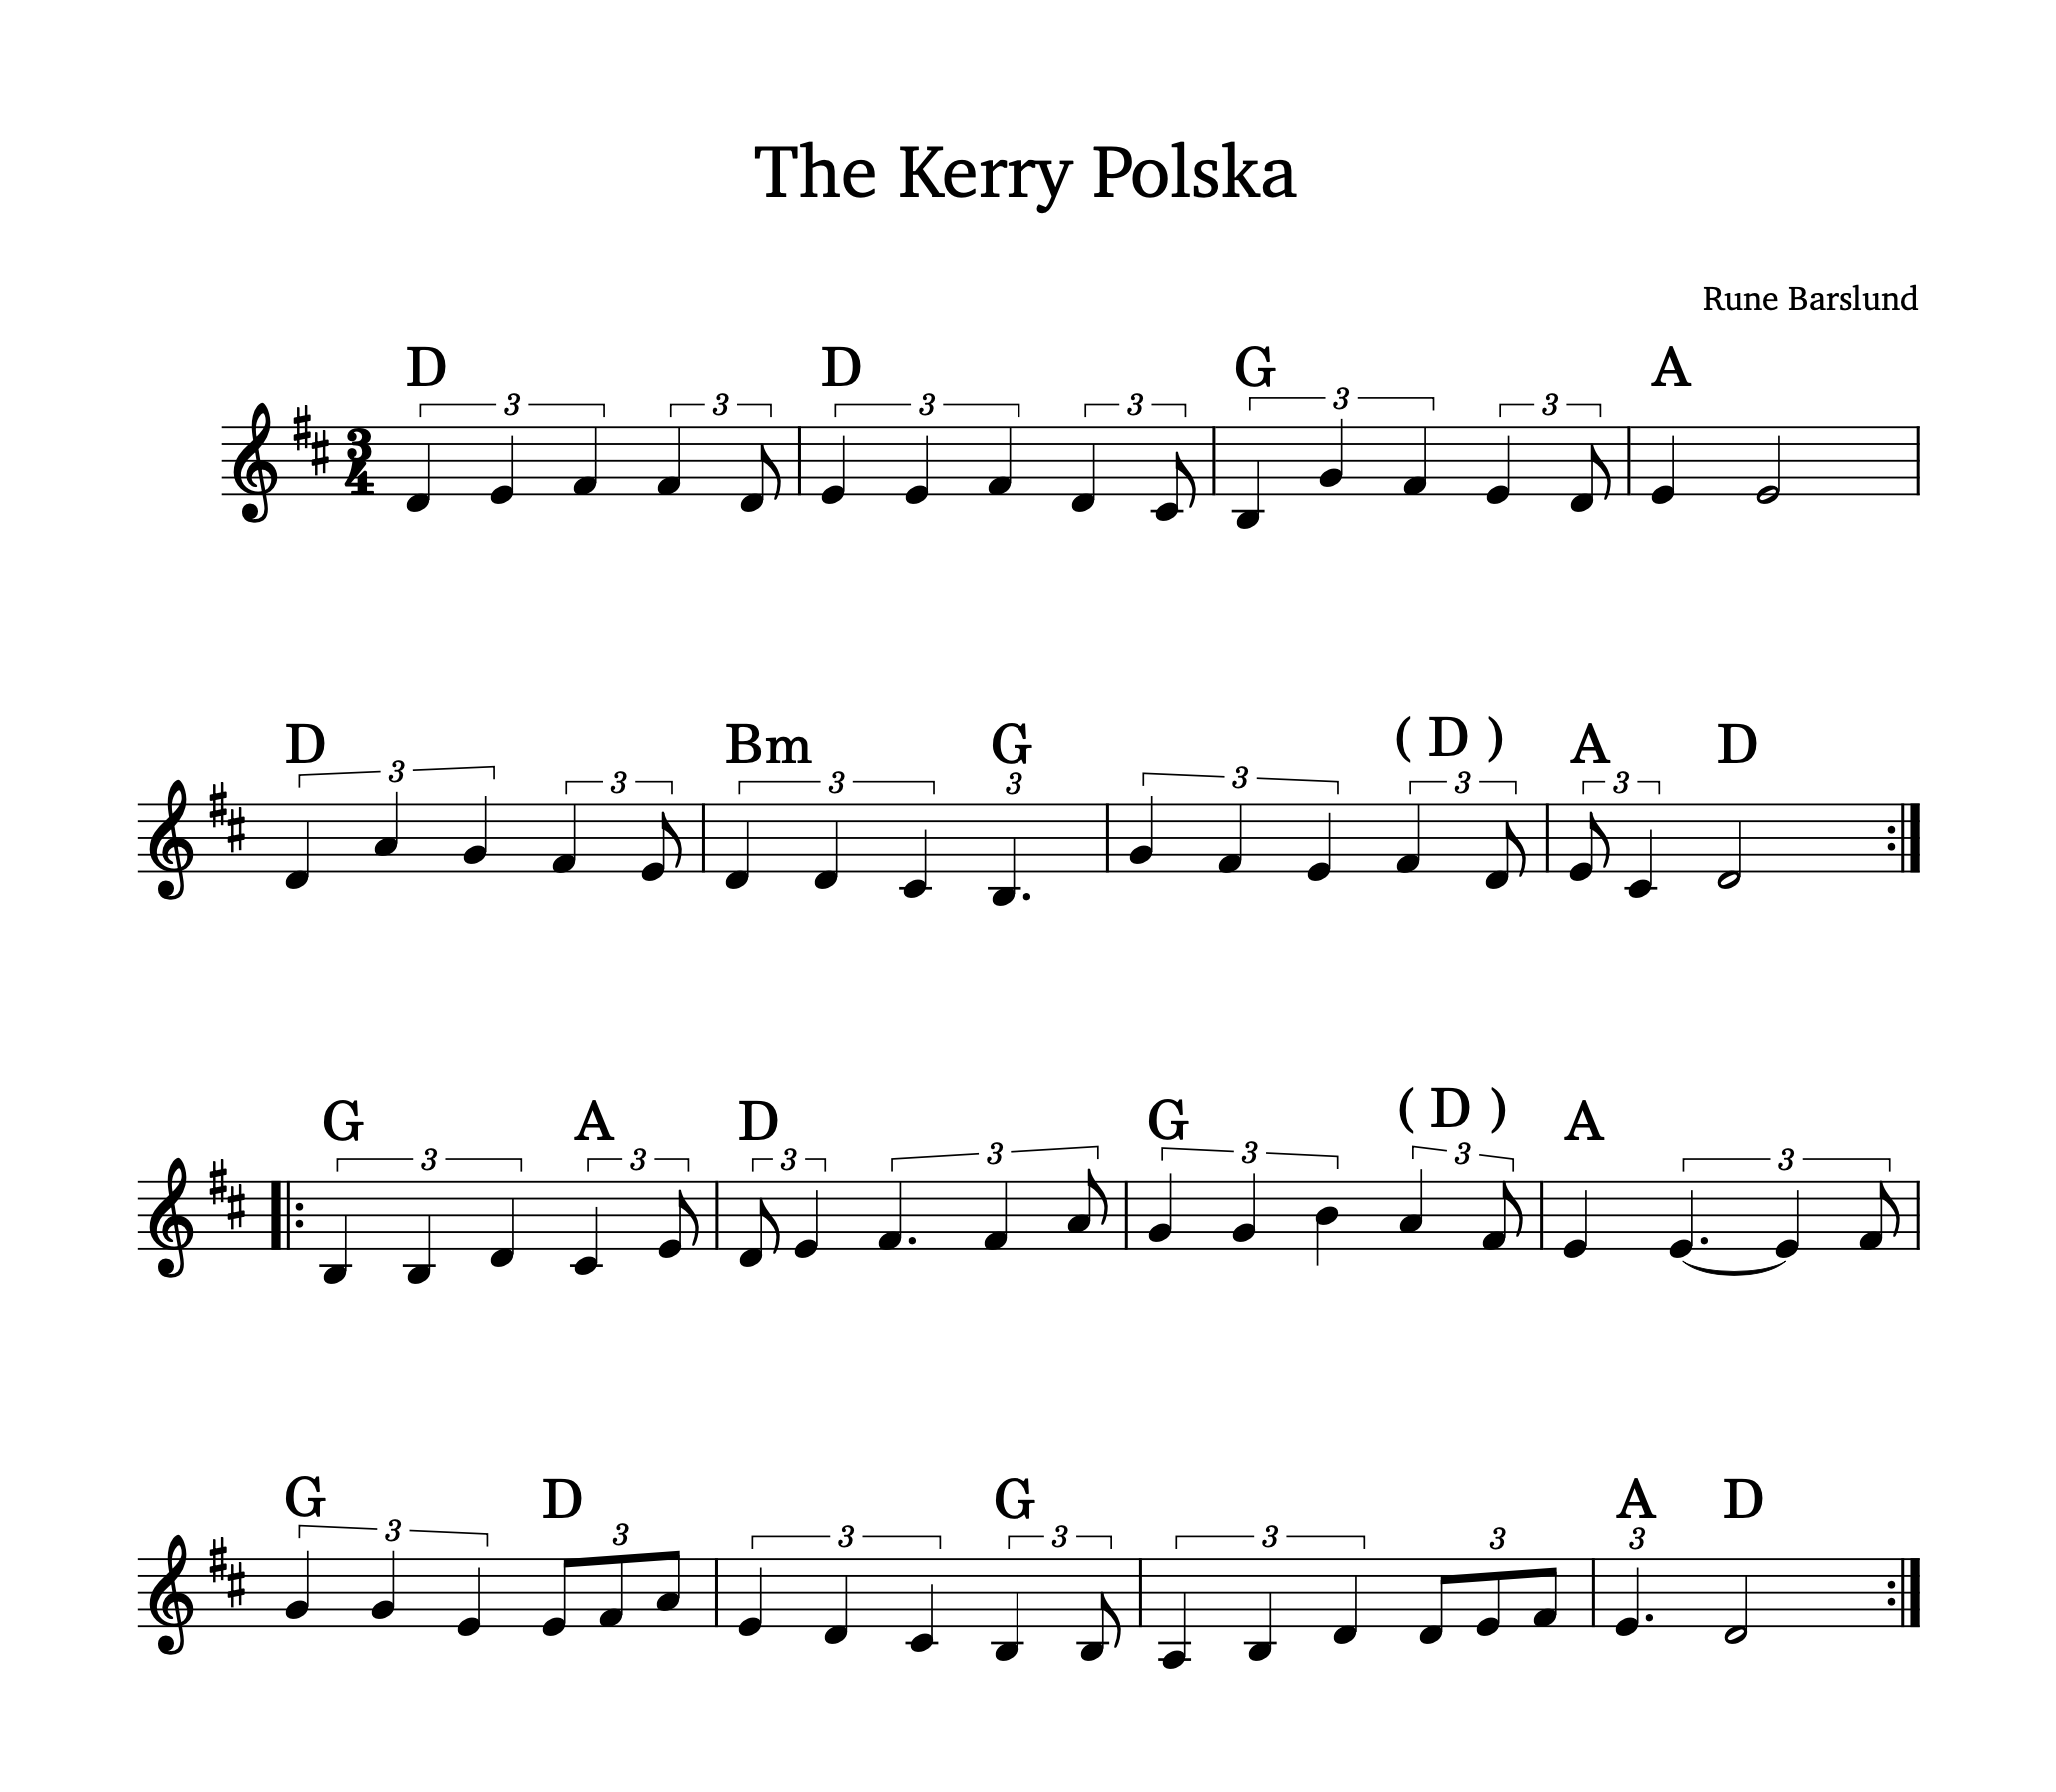 The Kerry Polska
Rune Barslund
D D G A
3 3 3 3 3 3
3
4
D Bm G ( D ) A D
3 3 3 3 3 3 3
G A D G ( D ) A
3 3 3 3 3 3 3
G D G A D
3 3 3 3 3 3 3